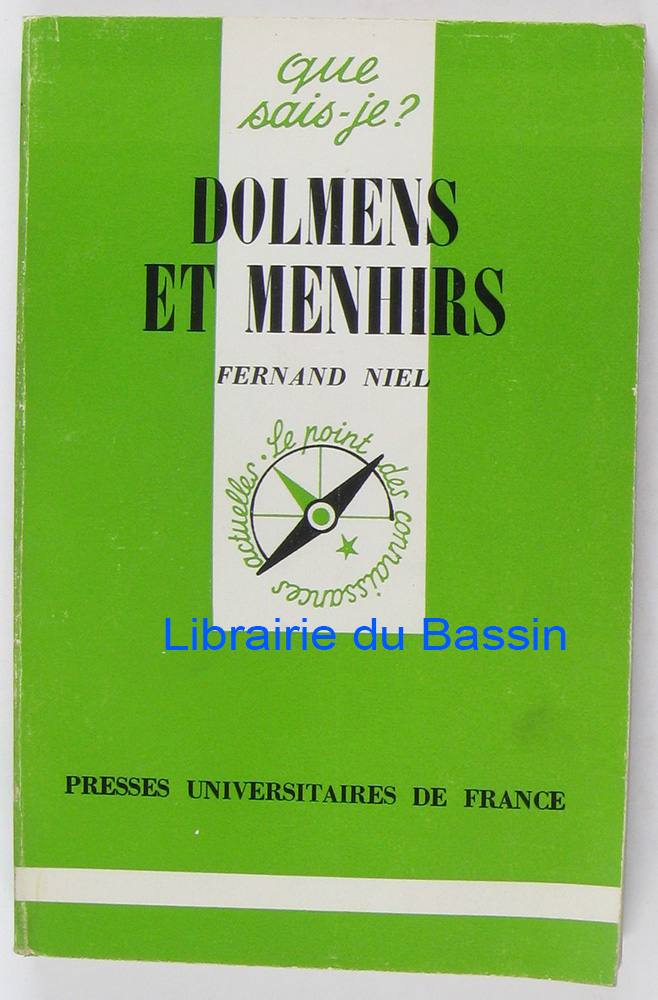 que
sais-je?
DOLMENS
ET MENHIRS
FERNAND NIEL
Le point des connaissances actuelles.
Librairie du Bassin
PRESSES UNIVERSITAIRES DE FRANCE